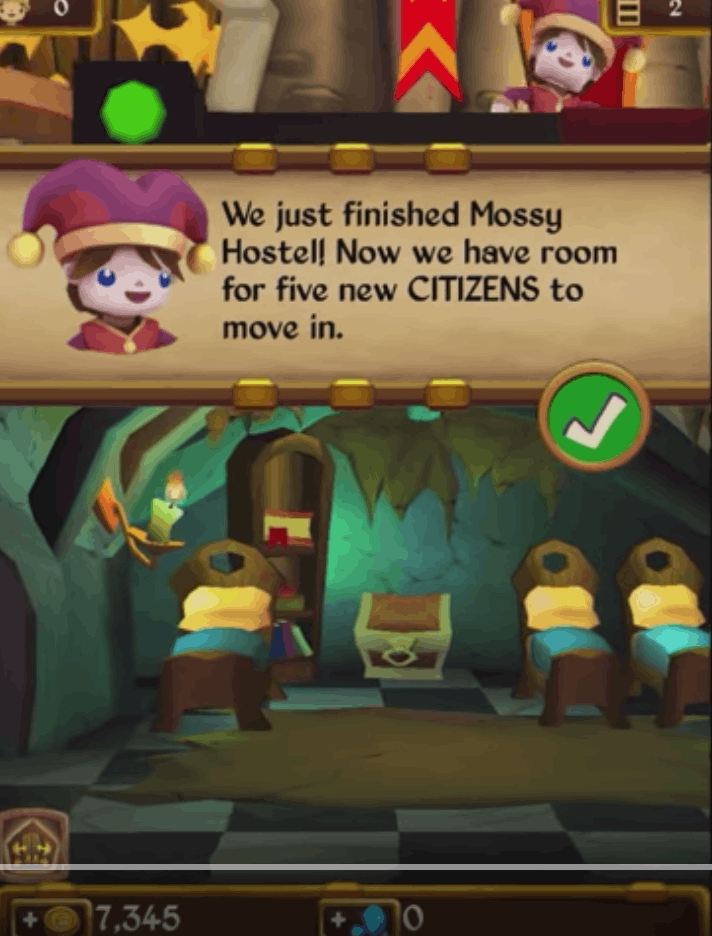 0
2
We just finished Mossy
Hostel! Now we have room
for five new CITIZENS to
move in.
+ 7,345
+ 0